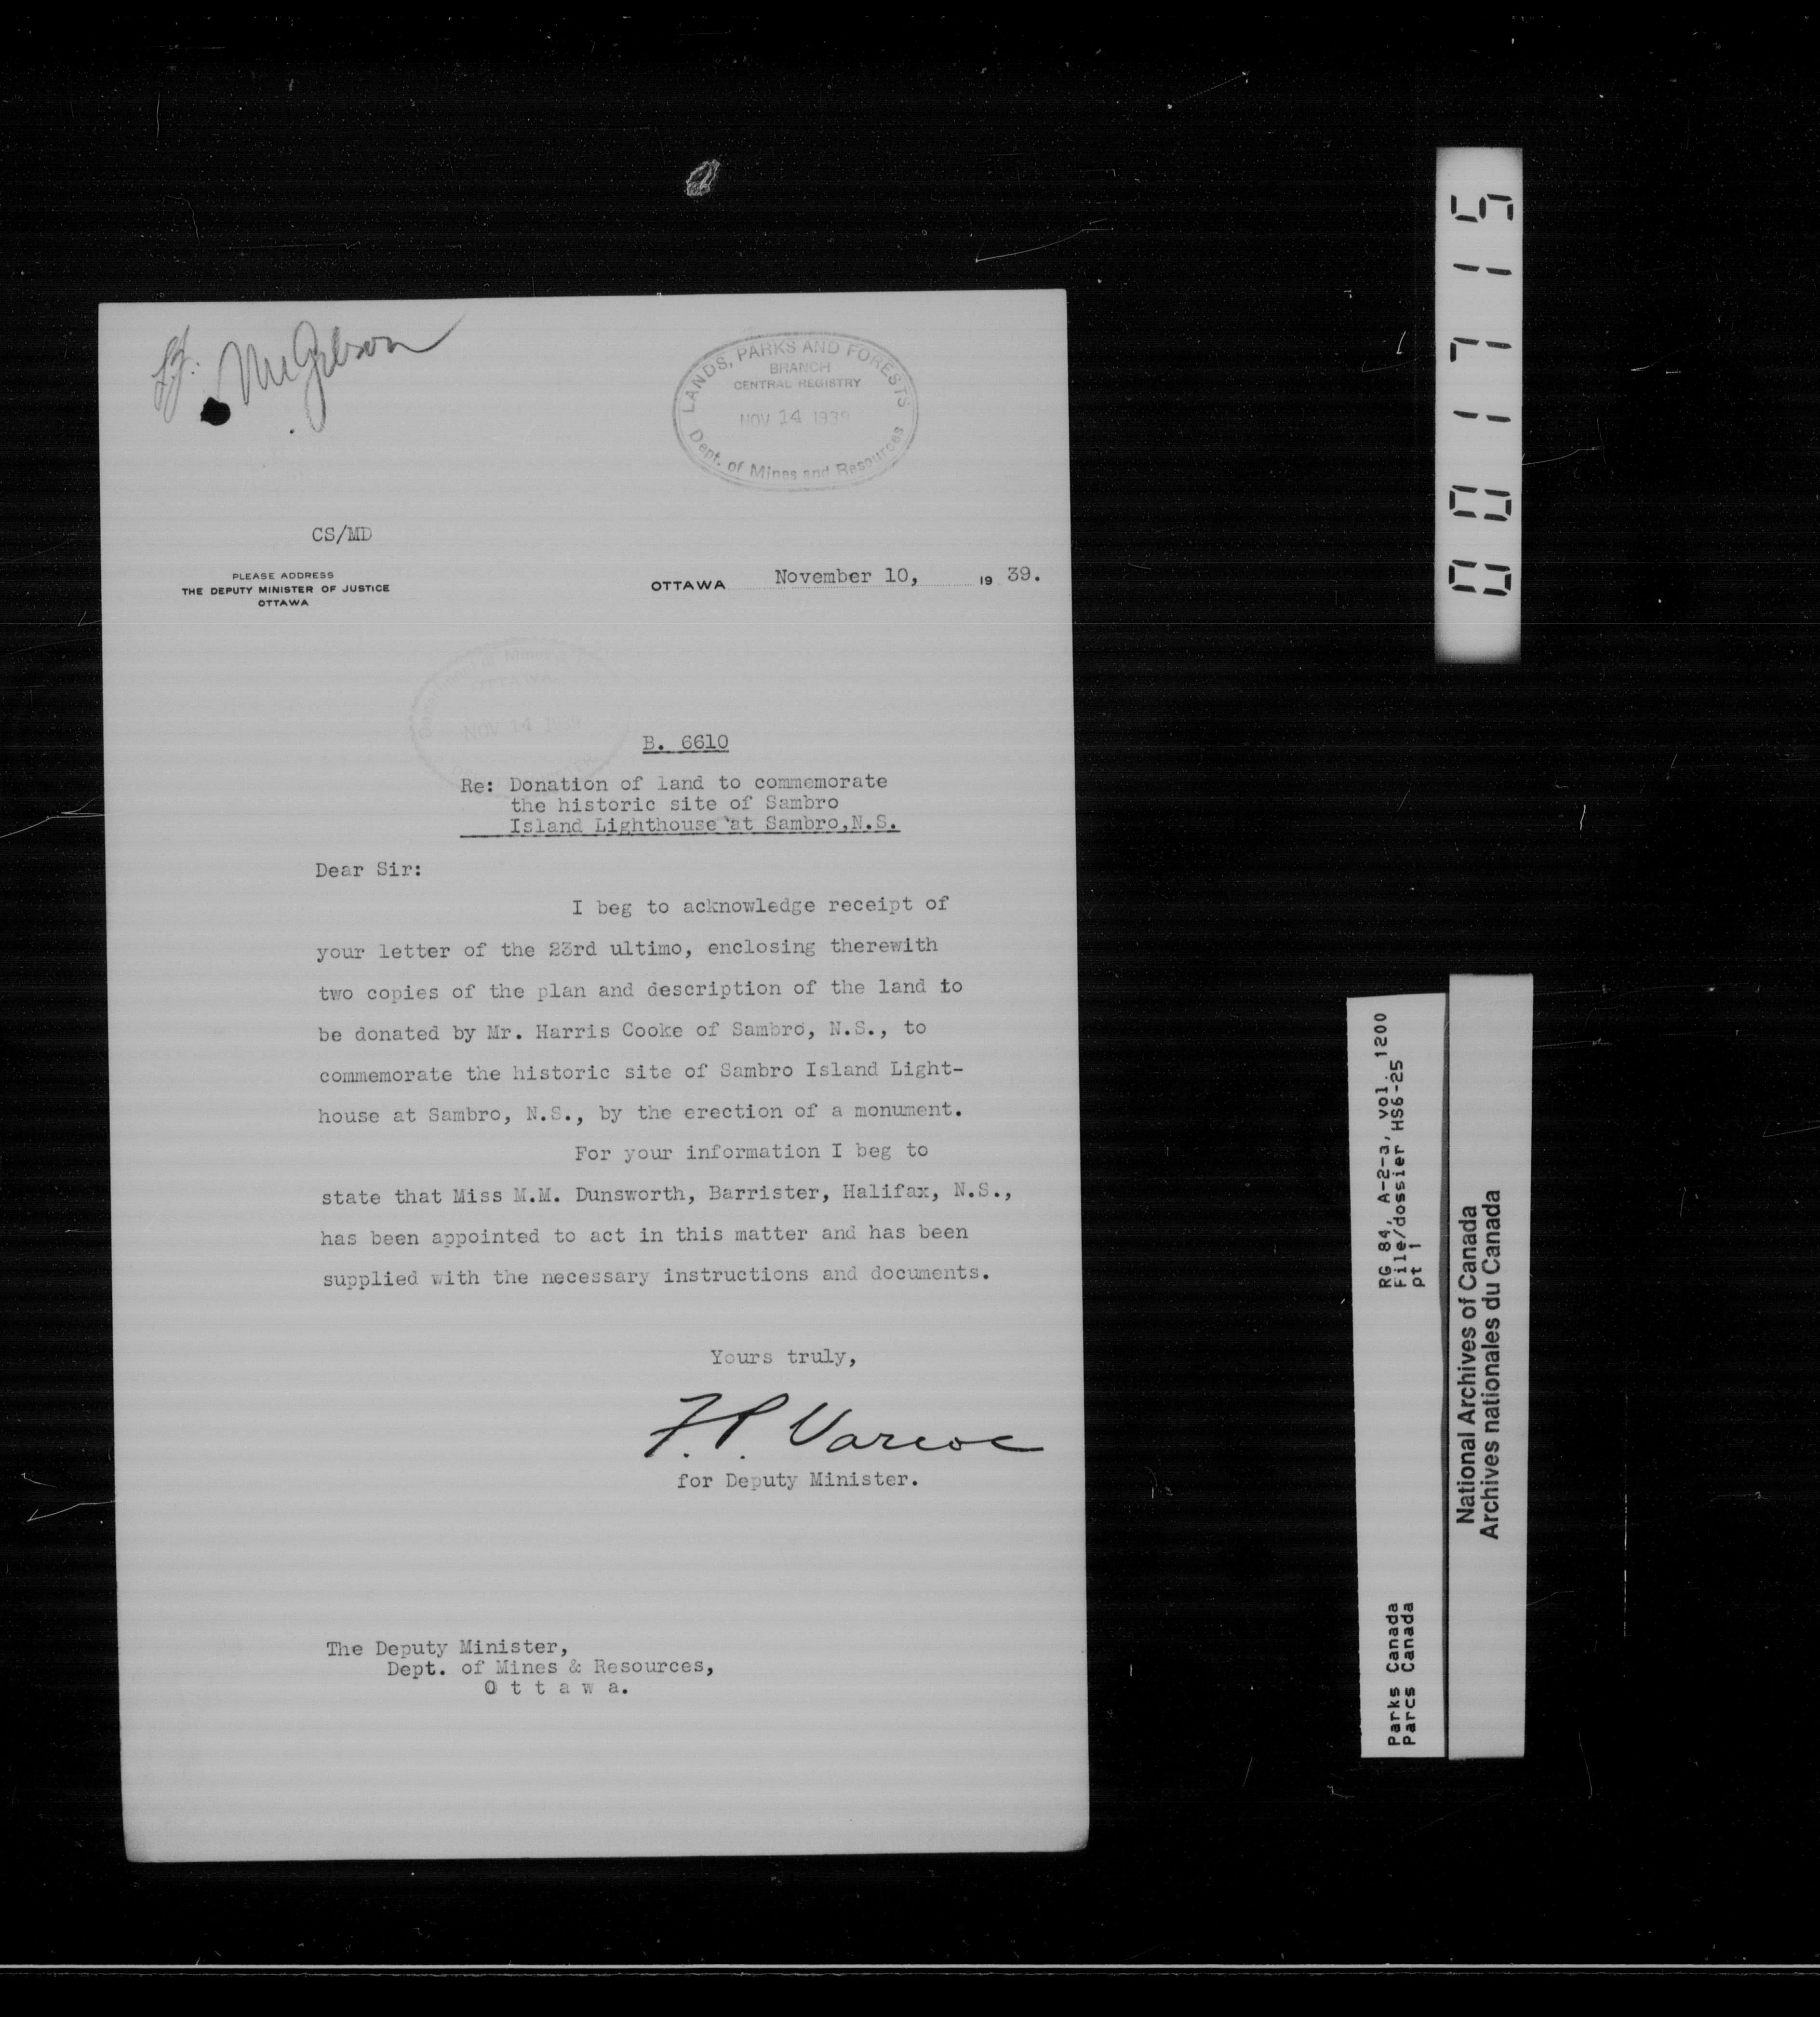 Mr Gibson
LANDS, PARKS AND FORESTS
BRANCH
CENTRAL REGISTRY
NOV 14 1939
Dept. of Mines and Resources
CS/MD
PLEASE ADDRESS
THE DEPUTY MINISTER OF JUSTICE
OTTAWA
OTTAWA November 10, 19 39.
OTTAWA
NOV 14 1939
B. 6610
Re: Donation of land to commemorate
the historic site of Sambro
Island Lighthouse at Sambro,N.S.
Dear Sir:
I beg to acknowledge receipt of
your letter of the 23rd ultimo, enclosing therewith
two copies of the plan and description of the land to
be donated by Mr. Harris Cooke of Sambro, N.S., to
commemorate the historic site of Sambro Island Light-
house at Sambro, N.S., by the erection of a monument.
For your information I beg to
state that Miss M.M. Dunsworth, Barrister, Halifax, N.S.,
has been appointed to act in this matter and has been
supplied with the necessary instructions and documents.
Yours truly,
F.P. Varcoe
for Deputy Minister.
The Deputy Minister,
Dept. of Mines & Resources,
O t t a w a.
001715
RG 84, A-2-a, vol. 1200
File/dossier HS6-25
pt 1
Parks Canada
Parcs Canada
National Archives of Canada
Archives nationales du Canada